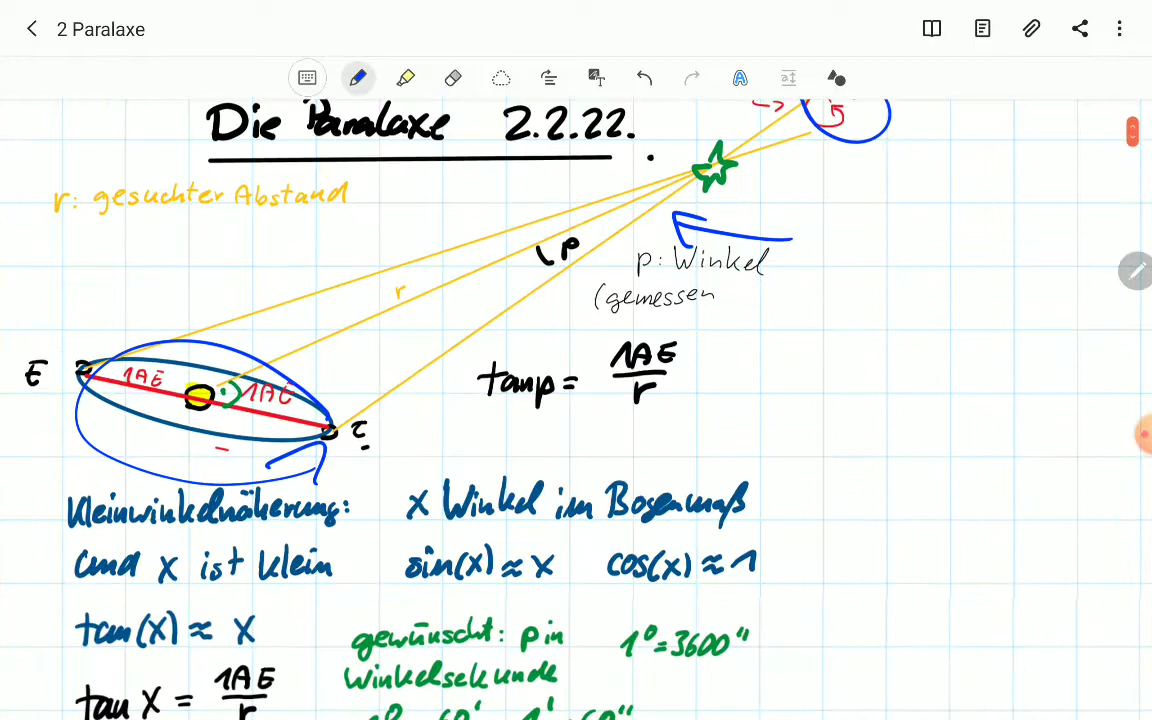 2 Paralaxe
Die Paralaxe 2.2.22.
r: gesuchter Abstand
p
p: Winkel
(gemessen
r
E
1AE
1AE
tanp = 1AE/r
Kleinwinkelnäherung: x Winkel im Bogenmaß
und x ist klein sin(x) ≈ x cos(x) ≈ 1
tan(x) ≈ x
gewünscht: p in 1° = 3600"
Winkelsekunde
tan x = 1AE/r